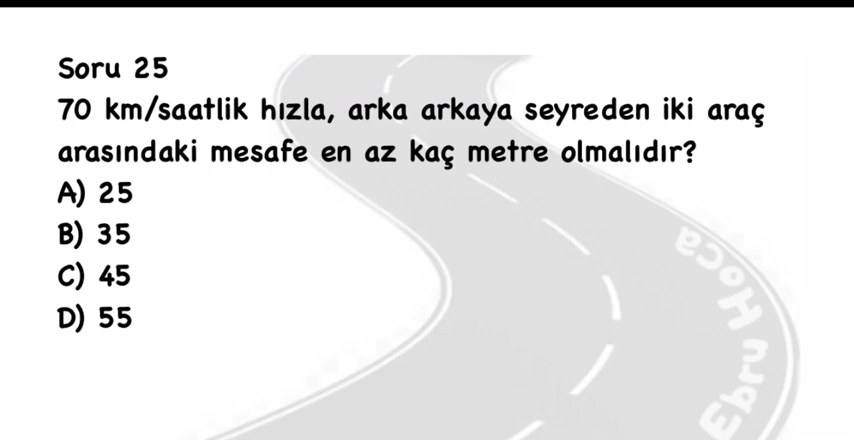 Soru 25
70 km/saatlik hızla, arka arkaya seyreden iki araç
arasındaki mesafe en az kaç metre olmalıdır?
A) 25
B) 35
C) 45
D) 55
Ebru Hoca